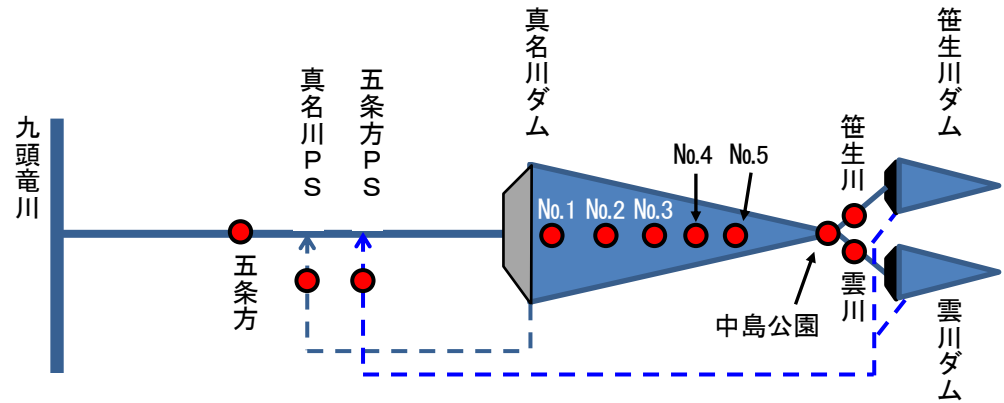 九頭竜川
真名川PS
五条方PS
真名川ダム
笹生川ダム
笹生川
No.4
No.5
No.1
No.2
No.3
五条方
雲川
中島公園
雲川ダム